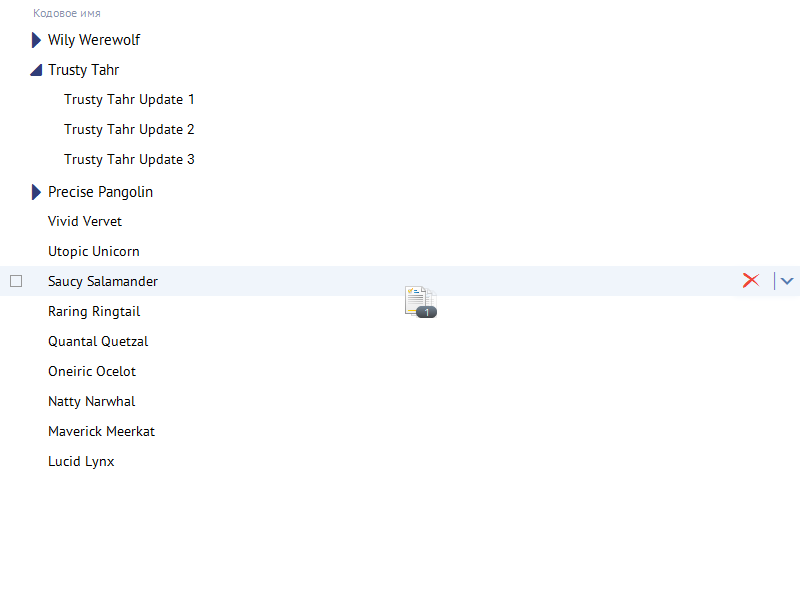 Кодовое имя
Wily Werewolf
Trusty Tahr
Trusty Tahr Update 1
Trusty Tahr Update 2
Trusty Tahr Update 3
Precise Pangolin
Vivid Vervet
Utopic Unicorn
Saucy Salamander
1
Raring Ringtail
Quantal Quetzal
Oneiric Ocelot
Natty Narwhal
Maverick Meerkat
Lucid Lynx